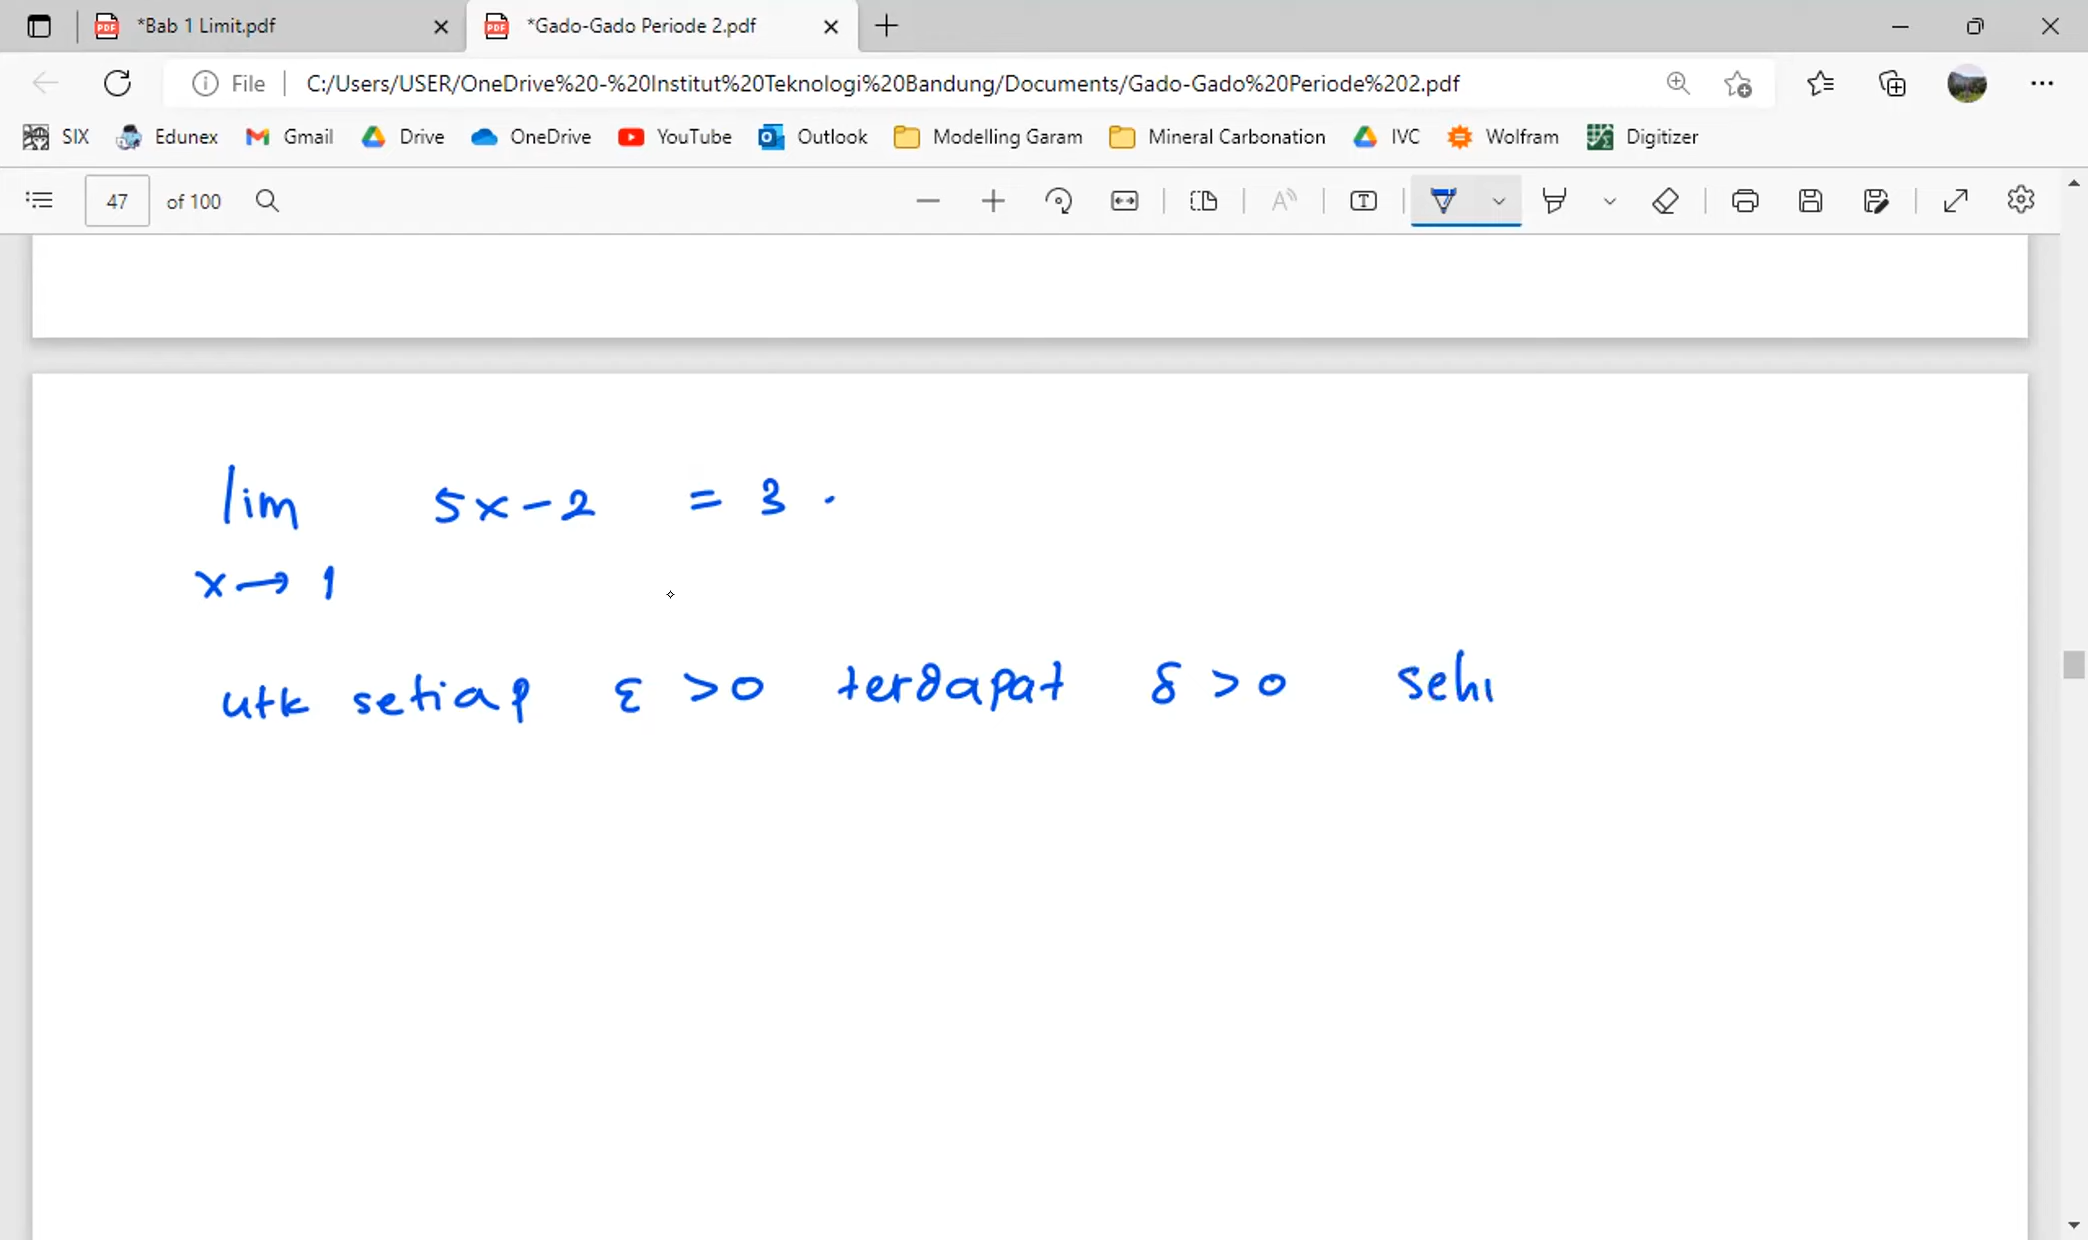 *Bab 1 Limit.pdf *Gado-Gado Periode 2.pdf
File C:/Users/USER/OneDrive%20-%20Institut%20Teknologi%20Bandung/Documents/Gado-Gado%20Periode%202.pdf
SIX Edunex Gmail Drive OneDrive YouTube Outlook Modelling Garam Mineral Carbonation IVC Wolfram Digitizer
47 of 100
lim 5x-2 = 3 .
x → 1
utk setiap ε >0 terdapat δ >0 sehi